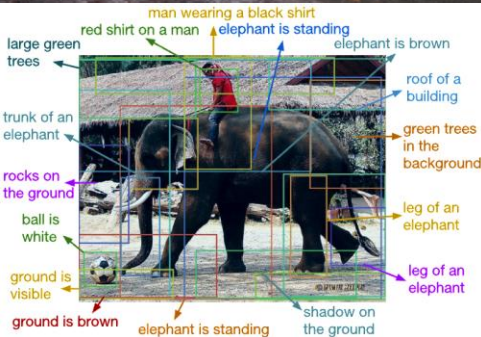 man wearing a black shirt
red shirt on a man
elephant is standing
large green
trees
elephant is brown
roof of a
building
trunk of an
elephant
green trees
in the
background
rocks on
the ground
leg of an
elephant
ball is
white
leg of an
elephant
ground is
visible
shadow on
the ground
ground is brown
elephant is standing